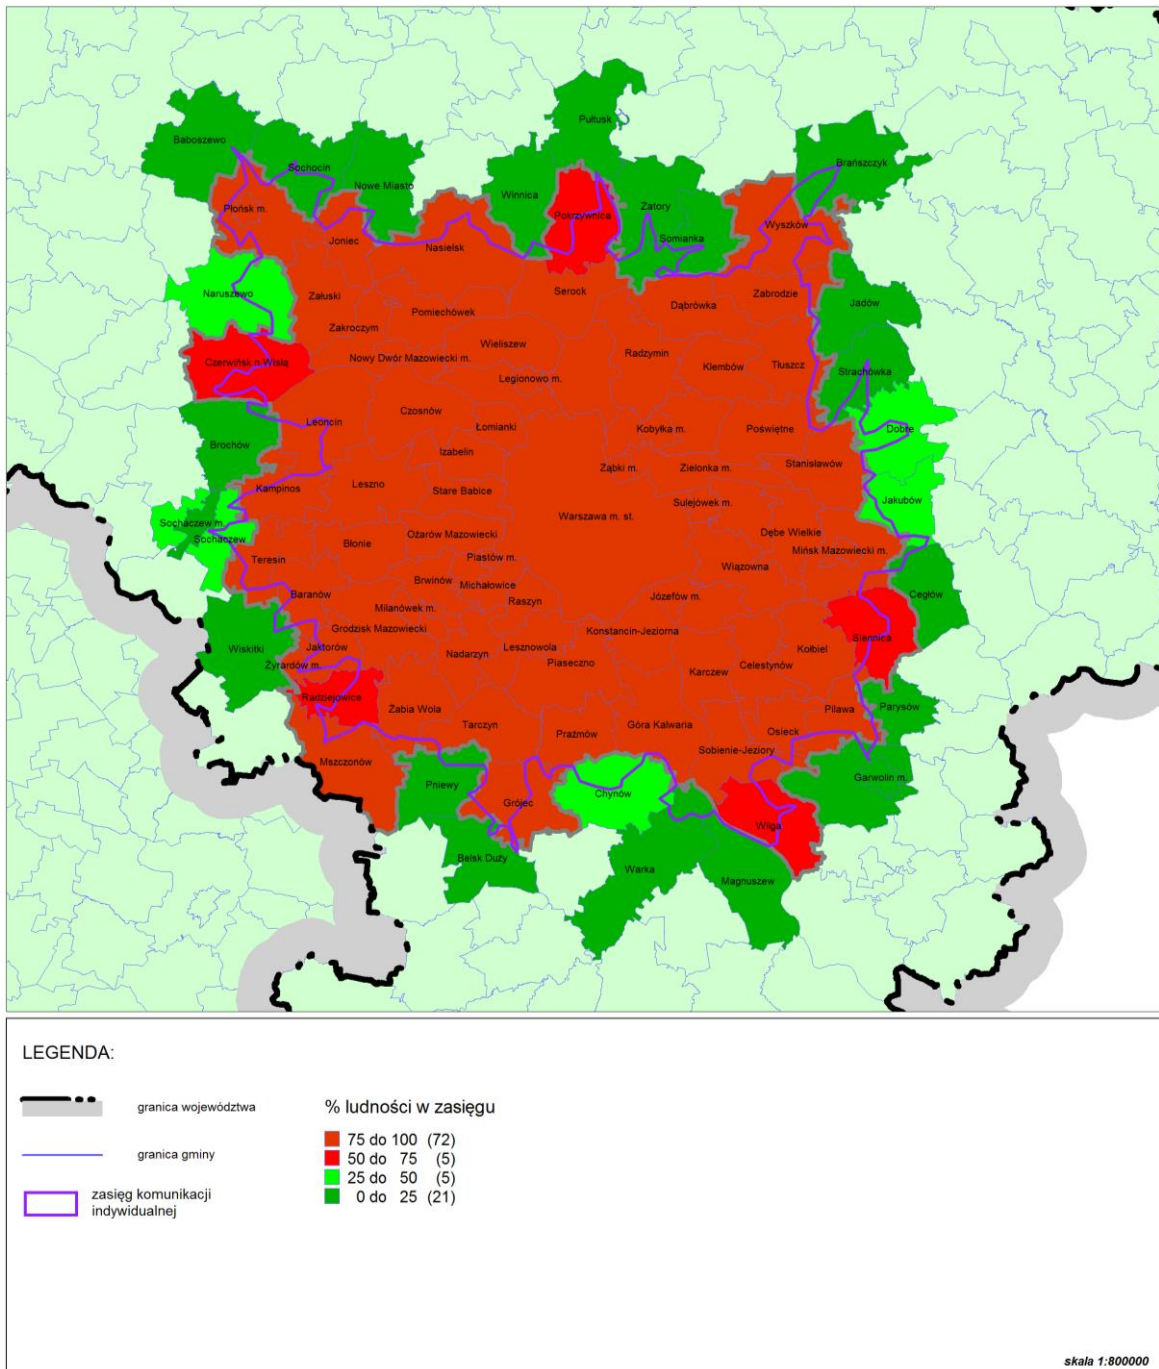 Baboszewo
Sochocin
Nowe Miasto
Pułtusk
Winnica
Brańszczyk
Płońsk m.
Pokrzywnica
Zatory
Somianka
Wyszków
Joniec
Nasielsk
Serock
Naruszewo
Załuski
Pomiechówek
Dąbrówka
Zabrodzie
Jadów
Zakroczym
Wieliszew
Radzymin
Czerwińsk n.Wisłą
Nowy Dwór Mazowiecki m.
Klembów
Tłuszcz
Strachówka
Legionowo m.
Czosnów
Leoncin
Łomianki
Kobyłka m.
Poświętne
Dobre
Brochów
Izabelin
Ząbki m.
Zielonka m.
Stanisławów
Kampinos
Leszno
Stare Babice
Sulejówek m.
Jakubów
Sochaczew m.
Warszawa m. st.
Sochaczew
Błonie
Ożarów Mazowiecki
Dębe Wielkie
Mińsk Mazowiecki m.
Teresin
Piastów m.
Wiązowna
Brwinów
Michałowice
Baranów
Raszyn
Józefów m.
Cegłów
Milanówek m.
Grodzisk Mazowiecki
Konstancin-Jeziorna
Siennica
Wiskitki
Jaktorów
Nadarzyn
Lesznowola
Kołbiel
Żyrardów m.
Piaseczno
Karczew
Celestynów
Radziejowice
Żabia Wola
Tarczyn
Prażmów
Góra Kalwaria
Pilawa
Parysów
Osieck
Sobienie-Jeziory
Mszczonów
Garwolin m.
Pniewy
Chynów
Grójec
Wilga
Belsk Duży
Warka
Magnuszew
LEGENDA:
granica województwa
granica gminy
zasięg komunikacji
indywidualnej
% ludności w zasięgu
75 do 100 (72)
50 do 75 (5)
25 do 50 (5)
0 do 25 (21)
skala 1:800000